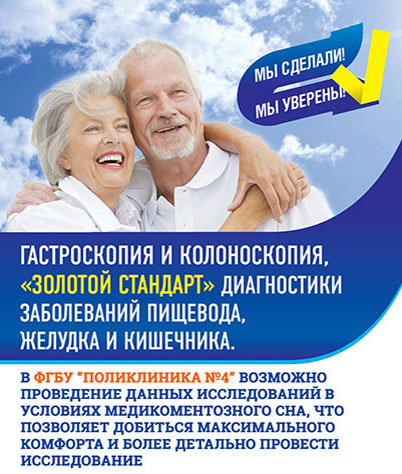 МЫ СДЕЛАЛИ!
МЫ УВЕРЕНЫ!
ГАСТРОСКОПИЯ И КОЛОНОСКОПИЯ,
«ЗОЛОТОЙ СТАНДАРТ» ДИАГНОСТИКИ
ЗАБОЛЕВАНИЙ ПИЩЕВОДА,
ЖЕЛУДКА И КИШЕЧНИКА.
В ФГБУ "ПОЛИКЛИНИКА №4" ВОЗМОЖНО
ПРОВЕДЕНИЕ ДАННЫХ ИССЛЕДОВАНИЙ В
УСЛОВИЯХ МЕДИКОМЕНТОЗНОГО СНА, ЧТО
ПОЗВОЛЯЕТ ДОБИТЬСЯ МАКСИМАЛЬНОГО
КОМФОРТА И БОЛЕЕ ДЕТАЛЬНО ПРОВЕСТИ
ИССЛЕДОВАНИЕ